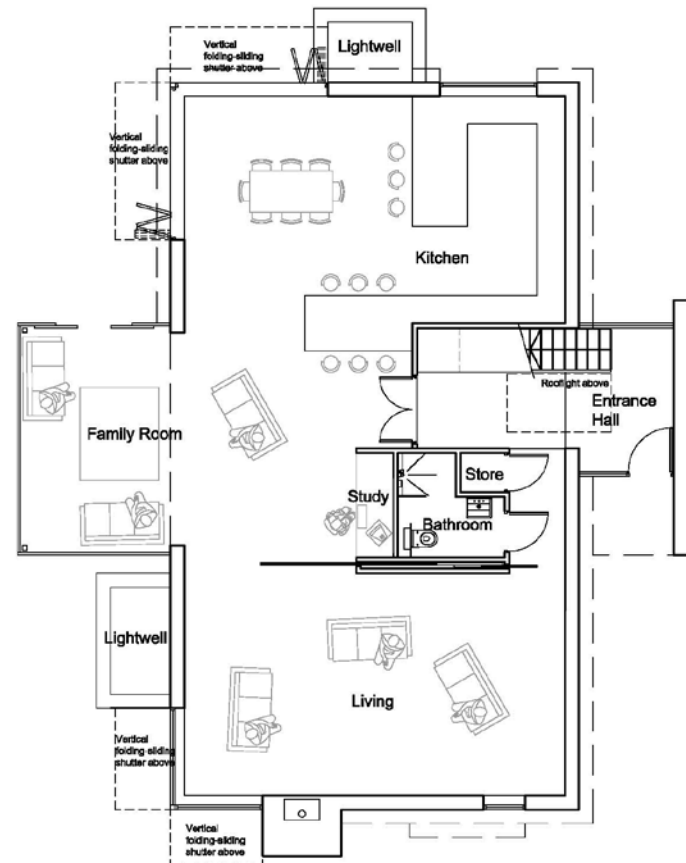 Vertical
folding-sliding
shutter above
Lightwell
Vertical
folding-sliding
shutter above
Kitchen
Rooflight above
Entrance
Hall
Family Room
Store
Study
Bathroom
Lightwell
Living
Vertical
folding-sliding
shutter above
Vertical
folding-sliding
shutter above